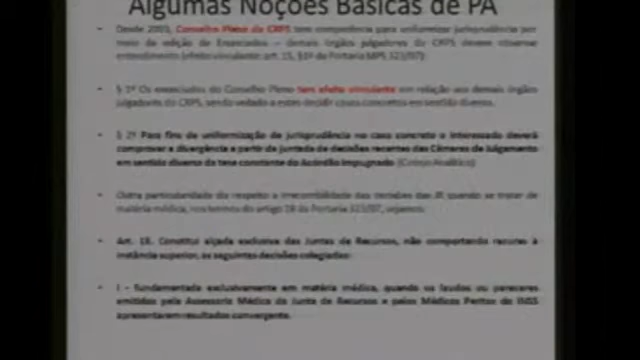 Algumas Noções Básicas de PA
Desde 2003, Conselho Pleno do CRPS tem competência para uniformizar jurisprudência por
meio da edição de Enunciados – demais órgãos julgadores do CRPS devem observar
entendimento (efeito vinculante: art. 15, §1º da Portaria MPS 323/07):
§ 1º Os enunciados do Conselho Pleno tem efeito vinculante em relação aos demais órgãos
julgadores do CRPS, sendo vedado a estes decidir casos concretos em sentido diverso.
§ 2º Para fins de uniformização de jurisprudência no caso concreto o interessado deverá
comprovar a divergência a partir da juntada de decisões recentes das Câmaras de Julgamento
em sentido diverso da tese constante do Acórdão Impugnado
Outra particularidade diz respeito a irrecorribilidade das decisões das JR quando se tratar de
matéria médica, nos termos do artigo 18 da Portaria 323/07, vejamos:
Art. 18. Constitui alçada exclusiva das Juntas de Recursos, não comportando recurso à
instância superior, as seguintes decisões colegiadas:
I - fundamentada exclusivamente em matéria médica, quando os laudos ou pareceres
emitidos pela Assessoria Médica da Junta de Recursos e pelos Médicos Peritos do INSS
apresentarem resultados convergente.